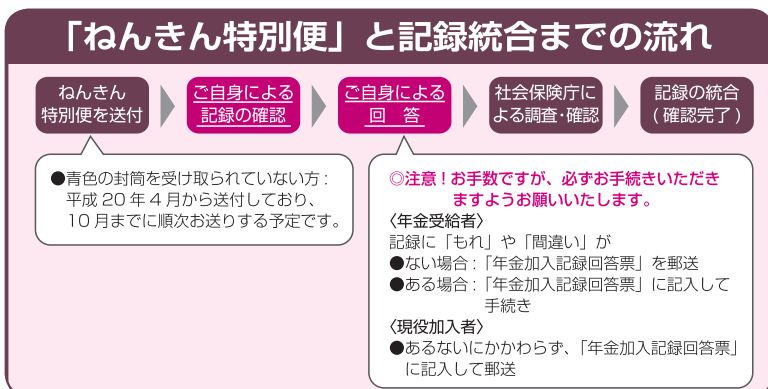 「ねんきん特別便」と記録統合までの流れ
ねんきん
特別便を送付
ご自身による
記録の確認
ご自身による
回 答
社会保険庁に
よる調査・確認
記録の統合
(確認完了)
●青色の封筒を受け取られていない方:
平成20年4月から送付しており、
10月までに順次お送りする予定です。
◎注意！お手数ですが、必ずお手続きいただき
ますようお願いいたします。
〈年金受給者〉
記録に「もれ」や「間違い」が
●ない場合:「年金加入記録回答票」を郵送
●ある場合:「年金加入記録回答票」に記入して
手続き
〈現役加入者〉
●あるないにかかわらず、「年金加入記録回答票」
に記入して郵送